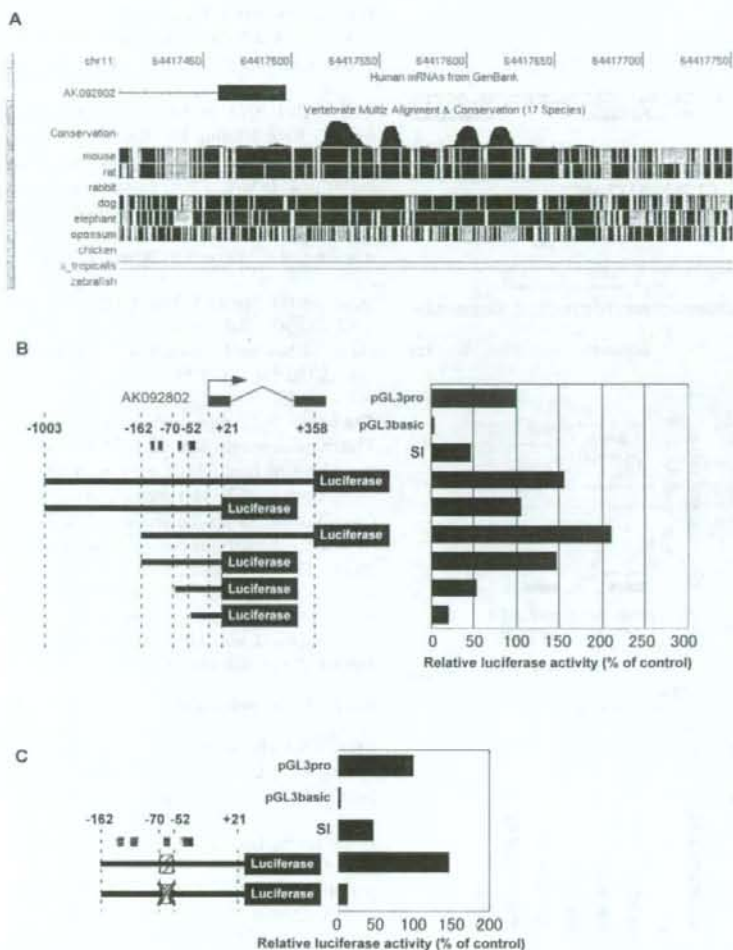 A
chr11: 64417450 64417500 64417550 64417600 64417650 64417700 64417750
Human mRNAs from GenBank
AK092802
Vertebrate Multiz Alignment & Conservation (17 Species)
Conservation
mouse
rat
rabbit
dog
elephant
opossum
chicken
x_tropicalis
zebrafish
B
AK092802
-1003 -162 -70 -52 +21 +358
Luciferase
Luciferase
Luciferase
Luciferase
Luciferase
Luciferase
pGL3pro
pGL3basic
SI
0 50 100 150 200 250 300
Relative luciferase activity (% of control)
C
-162 -70 -52 +21
Luciferase
Luciferase
pGL3pro
pGL3basic
SI
0 50 100 150 200
Relative luciferase activity (% of control)